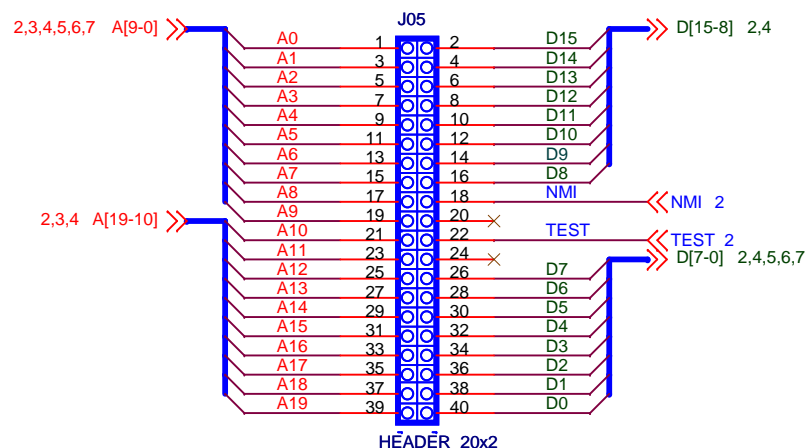 J05
2,3,4,5,6,7 A[9-0] D[15-8] 2,4
A0 1 2 D15
A1 3 4 D14
A2 5 6 D13
A3 7 8 D12
A4 9 10 D11
A5 11 12 D10
A6 13 14 D9
A7 15 16 D8
A8 17 18 NMI NMI 2
A9 19 20
2,3,4 A[19-10]
A10 21 22 TEST TEST 2
A11 23 24 D[7-0] 2,4,5,6,7
A12 25 26 D7
A13 27 28 D6
A14 29 30 D5
A15 31 32 D4
A16 33 34 D3
A17 35 36 D2
A18 37 38 D1
A19 39 40 D0
HEADER 20x2